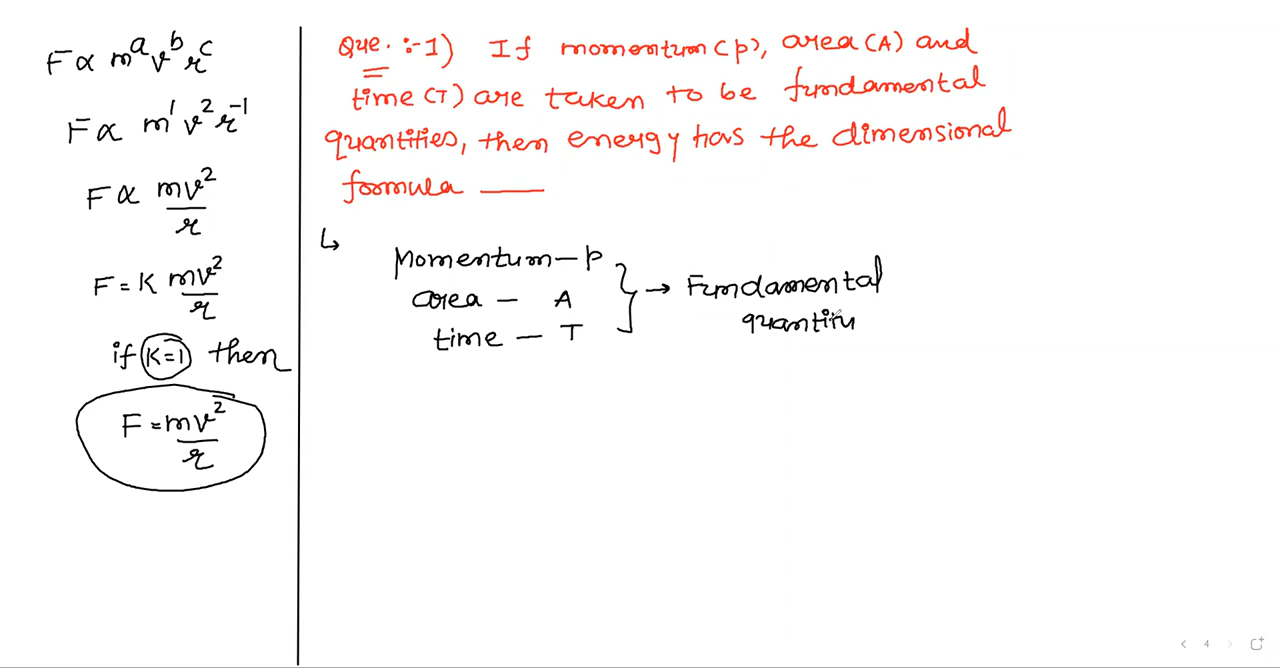 F ∝ m^a v^b r^c
F ∝ m^1 v^2 r^-1
F ∝ mv^2/r
F = K mv^2/r
if K=1 then
F = mv^2/r
Que. :-1) If momentum (p), area (A) and
time (T) are taken to be fundamental
quantities, then energy has the dimensional
formula ___
↳ Momentum – p
area – A
time – T
} → Fundamental
quantity
4